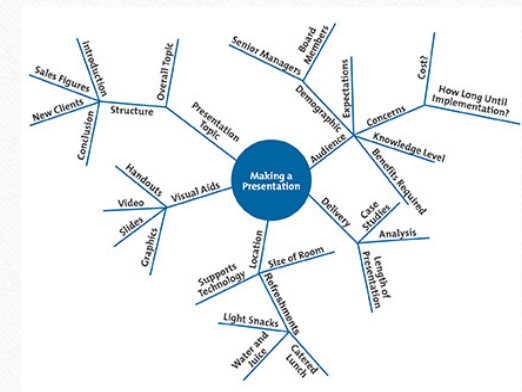 Making a
Presentation
Presentation
Topic
Overall Topic
Structure
Introduction
Sales Figures
New Clients
Conclusion
Audience
Demographic
Senior Managers
Board
Members
Expectations
Concerns
Cost?
How Long Until
Implementation?
Knowledge Level
Benefits Required
Delivery
Case
Studies
Analysis
Length of
Presentation
Location
Size of Room
Supports
Technology
Refreshments
Light Snacks
Water and
Juice
Catered
Lunch
Visual Aids
Handouts
Video
Slides
Graphics